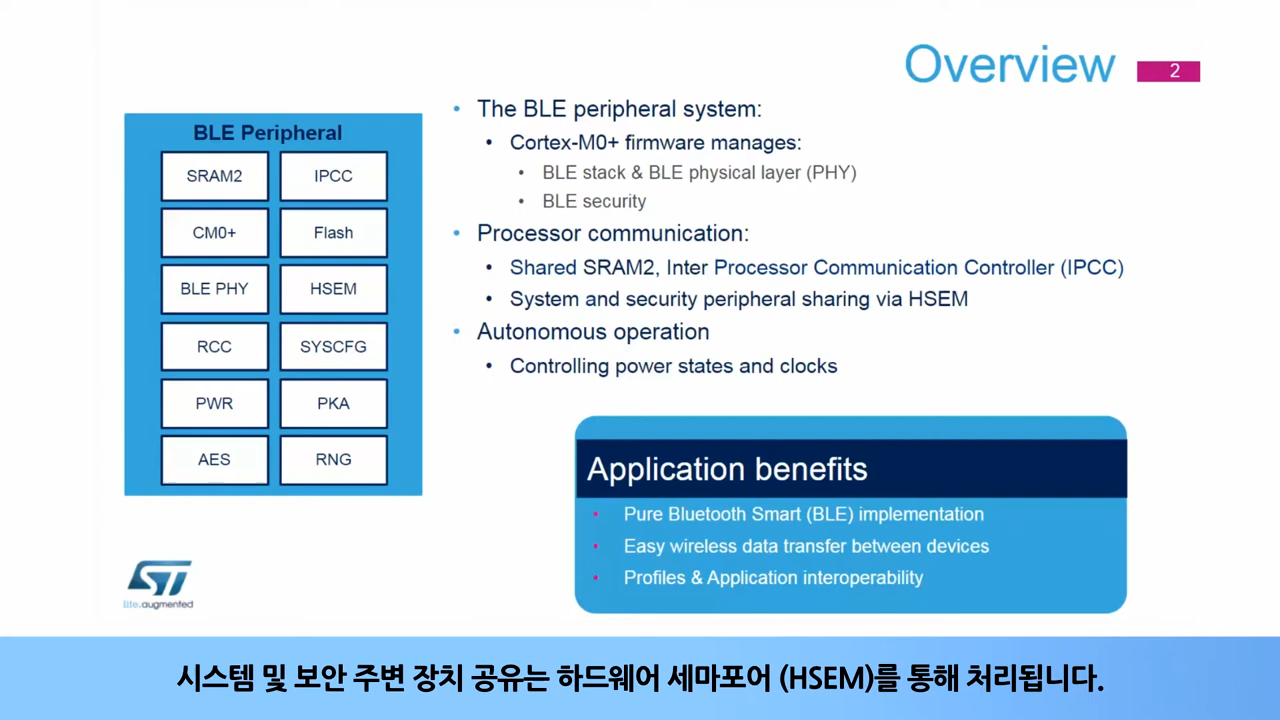 Overview
2
BLE Peripheral
SRAM2
IPCC
CM0+
Flash
BLE PHY
HSEM
RCC
SYSCFG
PWR
PKA
AES
RNG
• The BLE peripheral system:
• Cortex-M0+ firmware manages:
• BLE stack & BLE physical layer (PHY)
• BLE security
• Processor communication:
• Shared SRAM2, Inter Processor Communication Controller (IPCC)
• System and security peripheral sharing via HSEM
• Autonomous operation
• Controlling power states and clocks
Application benefits
• Pure Bluetooth Smart (BLE) implementation
• Easy wireless data transfer between devices
• Profiles & Application interoperability
ST
life.augmented
시스템 및 보안 주변 장치 공유는 하드웨어 세마포어 (HSEM)를 통해 처리됩니다.